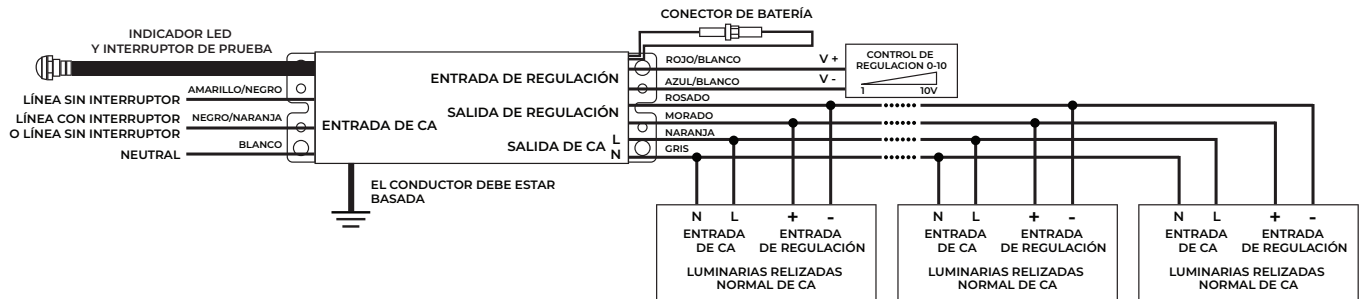 CONECTOR DE BATERÍA
INDICADOR LED
Y INTERRUPTOR DE PRUEBA
ROJO/BLANCO
V +
CONTROL DE
REGULACION 0-10
1 10V
ENTRADA DE REGULACIÓN
AZUL/BLANCO
V -
AMARILLO/NEGRO
LÍNEA SIN INTERRUPTOR
ROSADO
SALIDA DE REGULACIÓN
LÍNEA CON INTERRUPTOR
O LÍNEA SIN INTERRUPTOR
NEGRO/NARANJA
ENTRADA DE CA
MORADO
NARANJA
SALIDA DE CA
L
N
BLANCO
NEUTRAL
GRIS
EL CONDUCTOR DEBE ESTAR
BASADA
N L + -
ENTRADA
DE CA
ENTRADA
DE REGULACIÓN
LUMINARIAS RELIZADAS
NORMAL DE CA
N L + -
ENTRADA
DE CA
ENTRADA
DE REGULACIÓN
LUMINARIAS RELIZADAS
NORMAL DE CA
N L + -
ENTRADA
DE CA
ENTRADA
DE REGULACIÓN
LUMINARIAS RELIZADAS
NORMAL DE CA